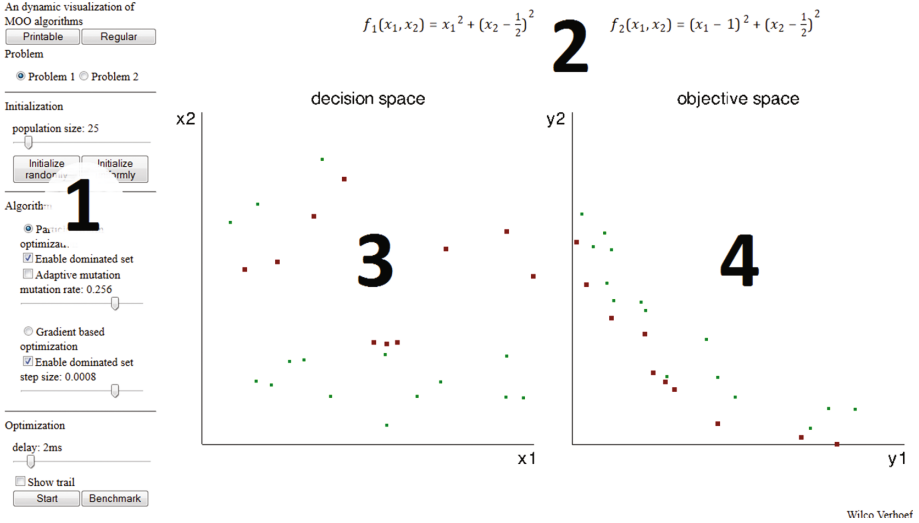 An dynamic visualization of
MOO algorithms
Printable Regular
Problem
Problem 1 Problem 2
Initialization
population size: 25
Initialize Initialize
1
Enable dominated set
Adaptive mutation
mutation rate: 0.256
Gradient based
optimization
Enable dominated set
step size: 0.0008
Optimization
delay: 2ms
Show trail
Start Benchmark
f₁(x₁, x₂) = x₁² + (x₂ − ½)²
2
f₂(x₁, x₂) = (x₁ − 1)² + (x₂ − ½)²
decision space
x2
3
x1
objective space
y2
4
y1
Wilco Verhoef